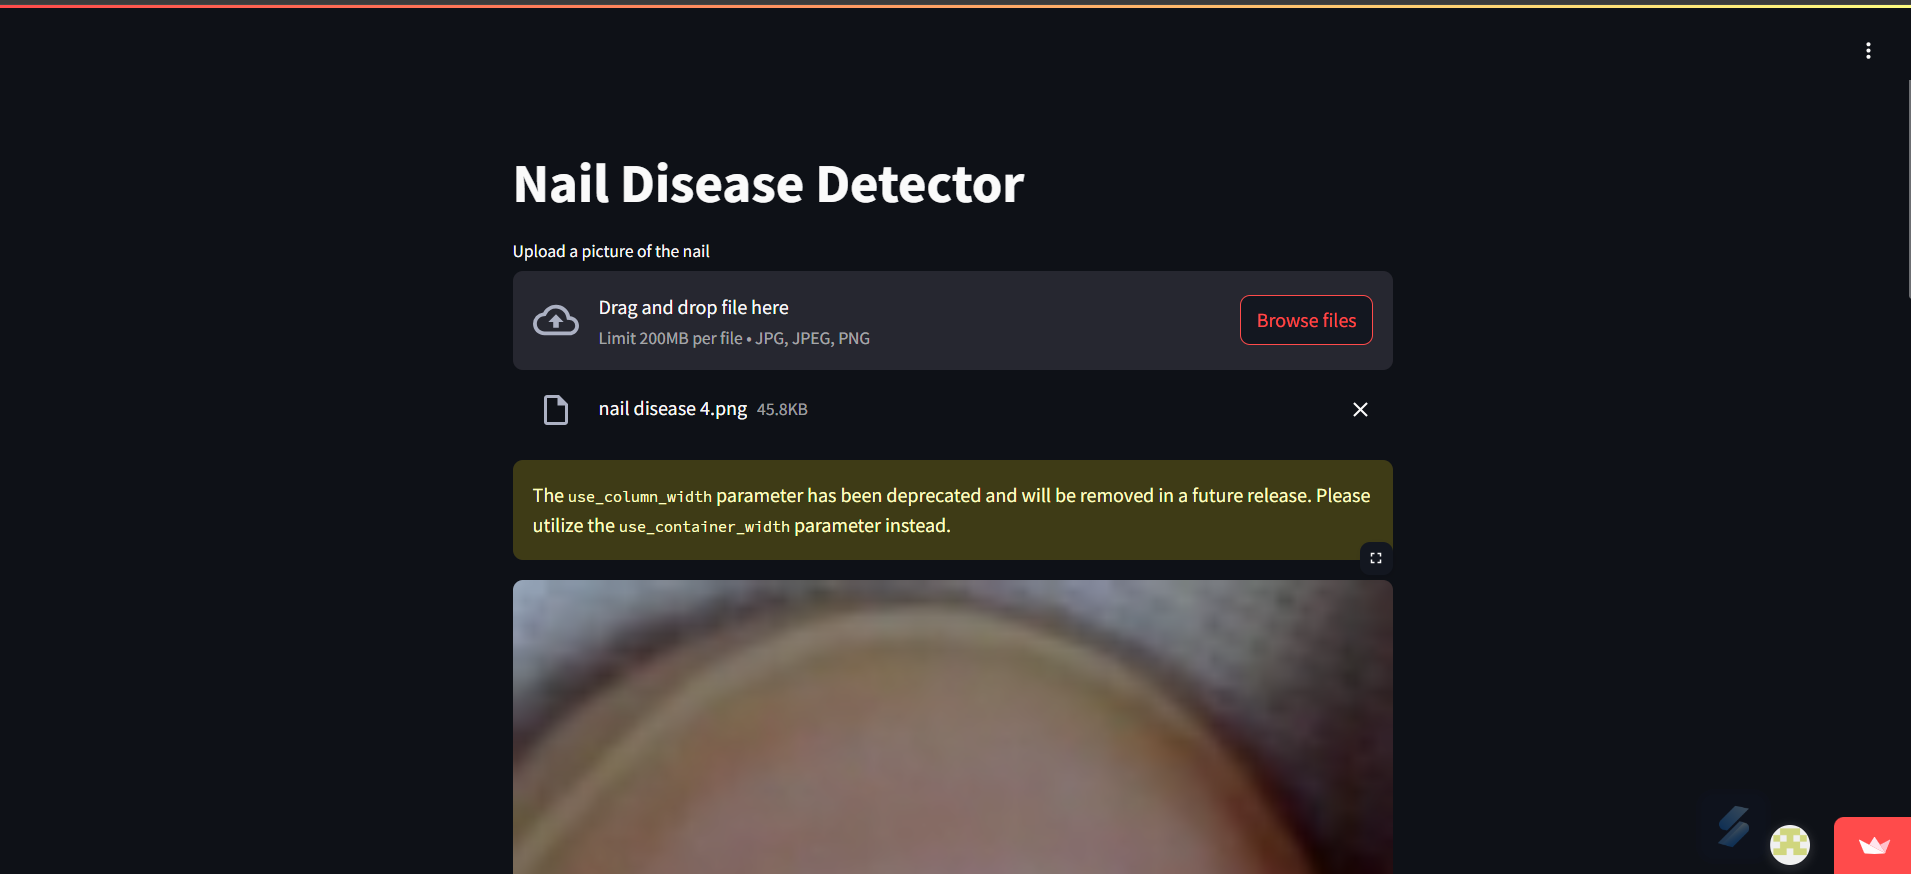 Nail Disease Detector
Upload a picture of the nail
Drag and drop file here
Limit 200MB per file • JPG, JPEG, PNG
Browse files
nail disease 4.png 45.8KB
The use_column_width parameter has been deprecated and will be removed in a future release. Please
utilize the use_container_width parameter instead.